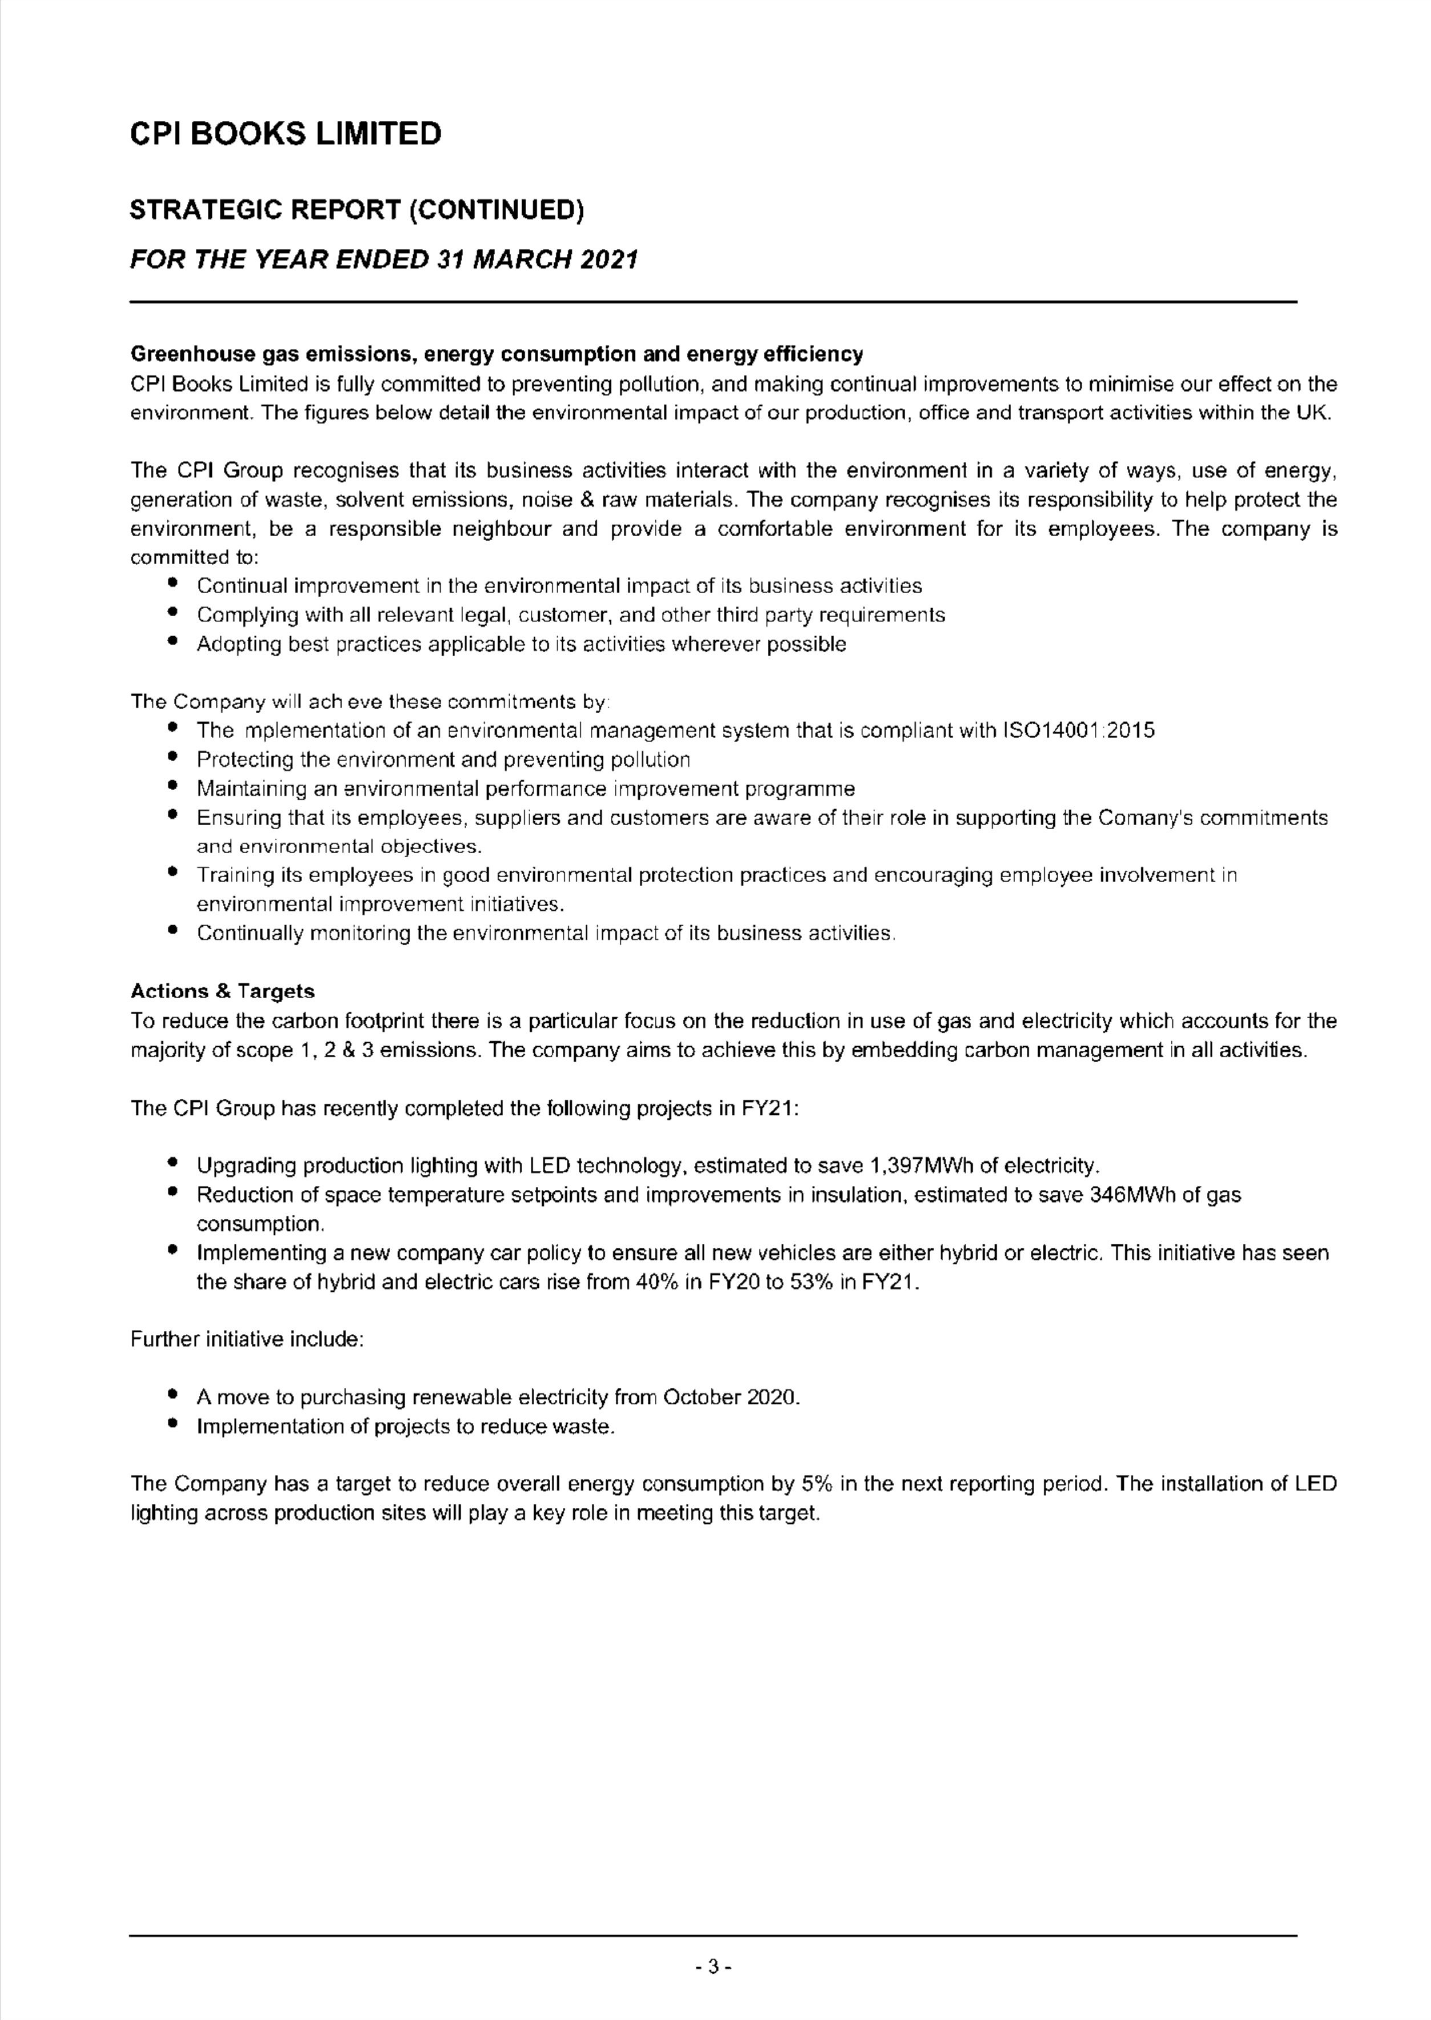 CPI BOOKS LIMITED
STRATEGIC REPORT (CONTINUED)
FOR THE YEAR ENDED 31 MARCH 2021
Greenhouse gas emissions, energy consumption and energy efficiency
CPI Books Limited is fully committed to preventing pollution, and making continual improvements to minimise our effect on the
environment. The figures below detail the environmental impact of our production, office and transport activities within the UK.
The CPI Group recognises that its business activities interact with the environment in a variety of ways, use of energy,
generation of waste, solvent emissions, noise & raw materials. The company recognises its responsibility to help protect the
environment, be a responsible neighbour and provide a comfortable environment for its employees. The company is
committed to:
• Continual improvement in the environmental impact of its business activities
• Complying with all relevant legal, customer, and other third party requirements
• Adopting best practices applicable to its activities wherever possible
The Company will ach eve these commitments by:
• The mplementation of an environmental management system that is compliant with ISO14001:2015
• Protecting the environment and preventing pollution
• Maintaining an environmental performance improvement programme
• Ensuring that its employees, suppliers and customers are aware of their role in supporting the Comany's commitments
and environmental objectives.
• Training its employees in good environmental protection practices and encouraging employee involvement in
environmental improvement initiatives.
• Continually monitoring the environmental impact of its business activities.
Actions & Targets
To reduce the carbon footprint there is a particular focus on the reduction in use of gas and electricity which accounts for the
majority of scope 1, 2 & 3 emissions. The company aims to achieve this by embedding carbon management in all activities.
The CPI Group has recently completed the following projects in FY21:
• Upgrading production lighting with LED technology, estimated to save 1,397MWh of electricity.
• Reduction of space temperature setpoints and improvements in insulation, estimated to save 346MWh of gas
consumption.
• Implementing a new company car policy to ensure all new vehicles are either hybrid or electric. This initiative has seen
the share of hybrid and electric cars rise from 40% in FY20 to 53% in FY21.
Further initiative include:
• A move to purchasing renewable electricity from October 2020.
• Implementation of projects to reduce waste.
The Company has a target to reduce overall energy consumption by 5% in the next reporting period. The installation of LED
lighting across production sites will play a key role in meeting this target.
- 3 -